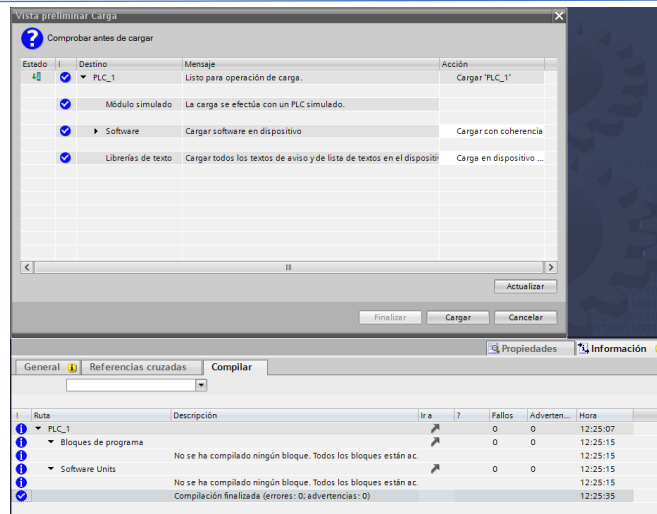 Vista preliminar Carga
Comprobar antes de cargar
Estado ! Destino Mensaje Acción
PLC_1 Listo para operación de carga. Cargar 'PLC_1'
Módulo simulado La carga se efectúa con un PLC simulado.
Software Cargar software en dispositivo Cargar con coherencia
Librerías de texto Cargar todos los textos de aviso y de lista de textos en el dispositi Carga en dispositivo ...
Actualizar
Finalizar Cargar Cancelar
Propiedades Información
General Referencias cruzadas Compilar
! Ruta Descripción Ir a ? Fallos Adverten... Hora
PLC_1 0 0 12:25:07
Bloques de programa 0 0 12:25:15
No se ha compilado ningún bloque. Todos los bloques están ac. 12:25:15
Software Units 0 0 12:25:15
No se ha compilado ningún bloque. Todos los bloques están ac. 12:25:15
Compilación finalizada (errores: 0; advertencias: 0) 12:25:35